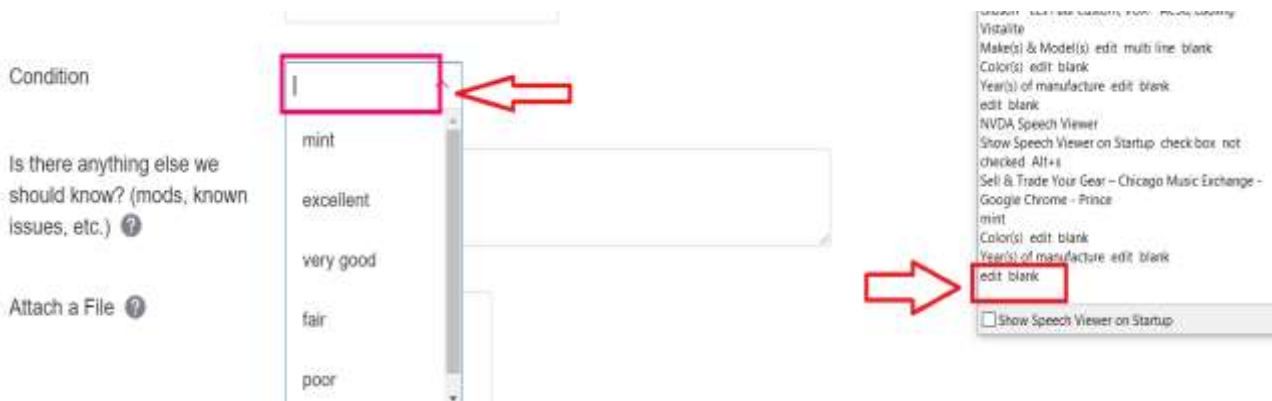 Condition
mint
excellent
very good
fair
poor
Is there anything else we
should know? (mods, known
issues, etc.) ?
Attach a File ?
Vistalite
Make(s) & Model(s) edit multi line blank
Color(s) edit blank
Year(s) of manufacture edit blank
edit blank
NVDA Speech Viewer
Show Speech Viewer on Startup check box not
checked Alt+s
Sell & Trade Your Gear – Chicago Music Exchange -
Google Chrome - Prince
mint
Color(s) edit blank
Year(s) of manufacture edit blank
edit blank
Show Speech Viewer on Startup